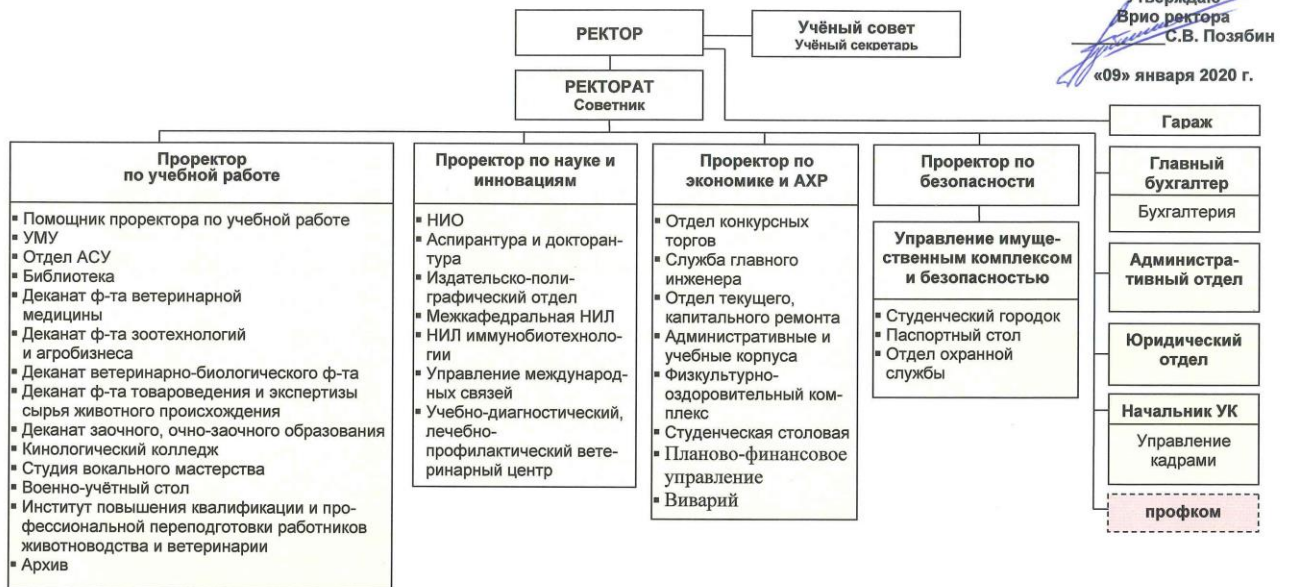 Утверждаю
Врио ректора
С.В. Позябин
«09» января 2020 г.
РЕКТОР
Учёный совет
Учёный секретарь
РЕКТОРАТ
Советник
Проректор
по учебной работе
▪ Помощник проректора по учебной работе
▪ УМУ
▪ Отдел АСУ
▪ Библиотека
▪ Деканат ф-та ветеринарной
медицины
▪ Деканат ф-та зоотехнологий
и агробизнеса
▪ Деканат ветеринарно-биологического ф-та
▪ Деканат ф-та товароведения и экспертизы
сырья животного происхождения
▪ Деканат заочного, очно-заочного образования
▪ Кинологический колледж
▪ Студия вокального мастерства
▪ Военно-учётный стол
▪ Институт повышения квалификации и про-
фессиональной переподготовки работников
животноводства и ветеринарии
▪ Архив
Проректор по науке и
инновациям
▪ НИО
▪ Аспирантура и докторан-
тура
▪ Издательско-поли-
графический отдел
▪ Межкафедральная НИЛ
▪ НИЛ иммунобиотехноло-
гии
▪ Управление международ-
ных связей
▪ Учебно-диагностический,
лечебно-
профилактический вете-
ринарный центр
Проректор по
экономике и АХР
▪ Отдел конкурсных
торгов
▪ Служба главного
инженера
▪ Отдел текущего,
капитального ремонта
▪ Административные и
учебные корпуса
▪ Физкультурно-
оздоровительный ком-
плекс
▪ Студенческая столовая
▪ Планово-финансовое
управление
▪ Виварий
Проректор по
безопасности
Управление имуще-
ственным комплексом
и безопасностью
▪ Студенческий городок
▪ Паспортный стол
▪ Отдел охранной
службы
Гараж
Главный
бухгалтер
Бухгалтерия
Администра-
тивный отдел
Юридический
отдел
Начальник УК
Управление
кадрами
профком